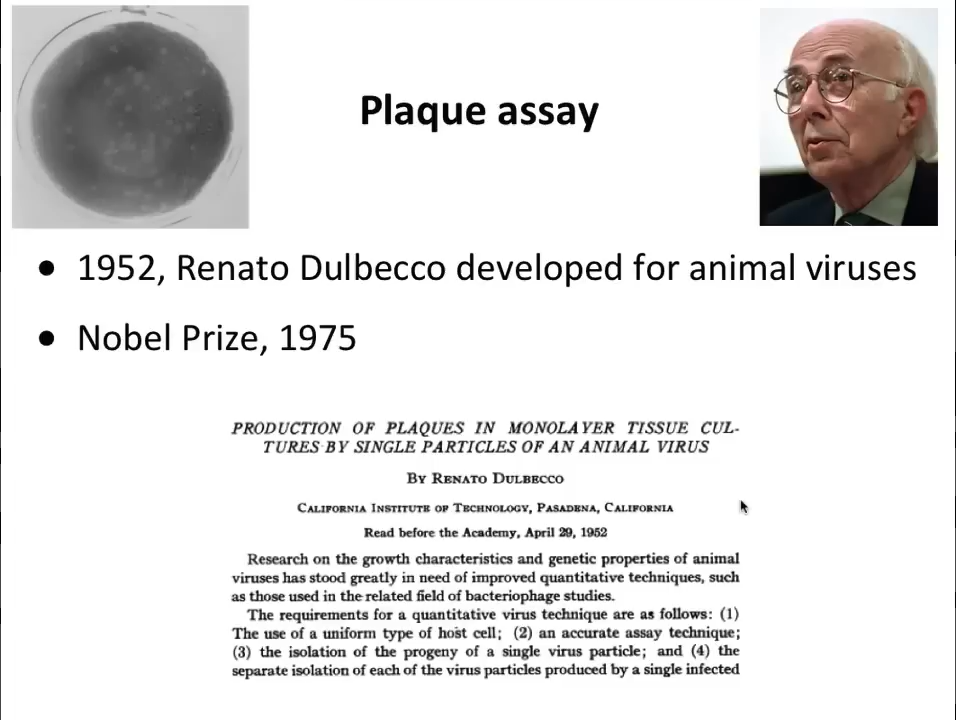 Plaque assay
• 1952, Renato Dulbecco developed for animal viruses
• Nobel Prize, 1975
PRODUCTION OF PLAQUES IN MONOLAYER TISSUE CUL-
TURES BY SINGLE PARTICLES OF AN ANIMAL VIRUS
BY RENATO DULBECCO
CALIFORNIA INSTITUTE OF TECHNOLOGY, PASADENA, CALIFORNIA
Read before the Academy, April 29, 1952
Research on the growth characteristics and genetic properties of animal
viruses has stood greatly in need of improved quantitative techniques, such
as those used in the related field of bacteriophage studies.
The requirements for a quantitative virus technique are as follows: (1)
The use of a uniform type of host cell; (2) an accurate assay technique;
(3) the isolation of the progeny of a single virus particle; and (4) the
separate isolation of each of the virus particles produced by a single infected